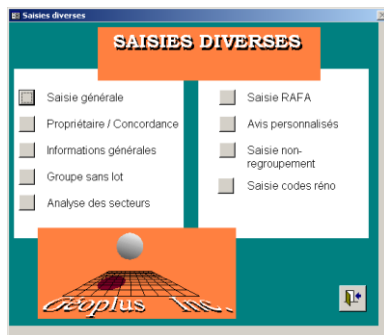 Saisies diverses
SAISIES DIVERSES
Saisie générale
Propriétaire / Concordance
Informations générales
Groupe sans lot
Analyse des secteurs
Saisie RAFA
Avis personnalisés
Saisie non-
regroupement
Saisie codes réno
Géoplus Inc.